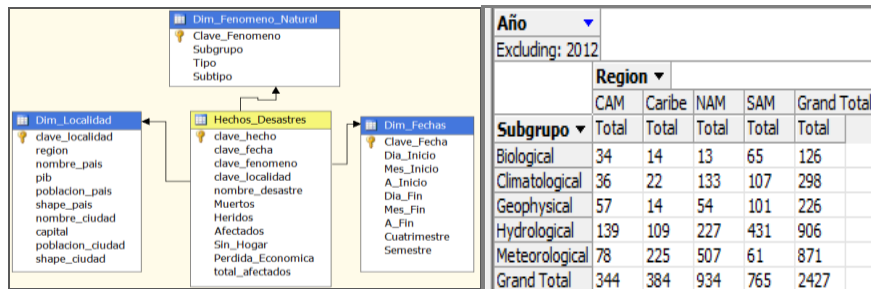 Dim_Fenomeno_Natural
Clave_Fenomeno
Subgrupo
Tipo
Subtipo
Dim_Localidad
clave_localidad
region
nombre_pais
pib
poblacion_pais
shape_pais
nombre_ciudad
capital
poblacion_ciudad
shape_ciudad
Hechos_Desastres
clave_hecho
clave_fecha
clave_fenomeno
clave_localidad
nombre_desastre
Muertos
Heridos
Afectados
Sin_Hogar
Perdida_Economica
total_afectados
Dim_Fechas
Clave_Fecha
Dia_Inicio
Mes_Inicio
A_Inicio
Dia_Fin
Mes_Fin
A_Fin
Cuatrimestre
Semestre
Año
Excluding: 2012
Region
CAM Caribe NAM SAM Grand Total
Subgrupo Total Total Total Total Total
Biological 34 14 13 65 126
Climatological 36 22 133 107 298
Geophysical 57 14 54 101 226
Hydrological 139 109 227 431 906
Meteorological 78 225 507 61 871
Grand Total 344 384 934 765 2427